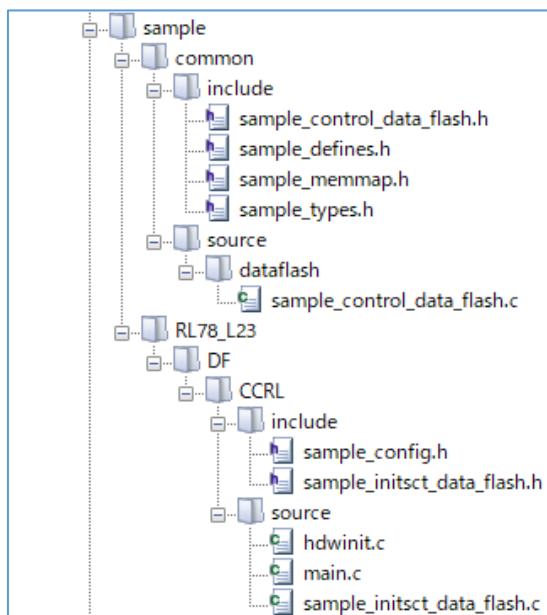 sample
common
include
sample_control_data_flash.h
sample_defines.h
sample_memmap.h
sample_types.h
source
dataflash
sample_control_data_flash.c
RL78_L23
DF
CCRL
include
sample_config.h
sample_initsct_data_flash.h
source
hdwinit.c
main.c
sample_initsct_data_flash.c